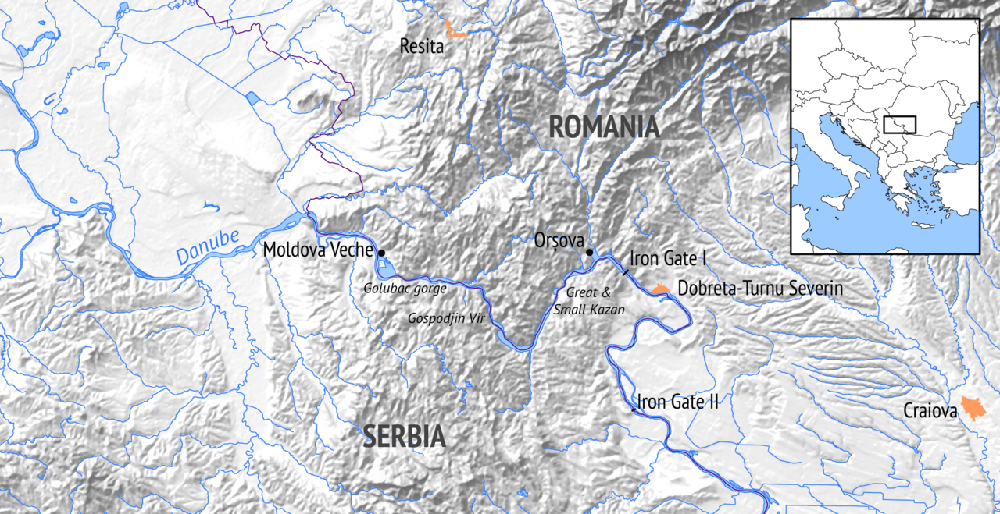 Resita
ROMANIA
Danube
Moldova Veche
Orșova
Iron Gate I
Golubac gorge
Great &
Small Kazan
Dobreta-Turnu Severin
Gospodjin Vir
Iron Gate II
Craiova
SERBIA